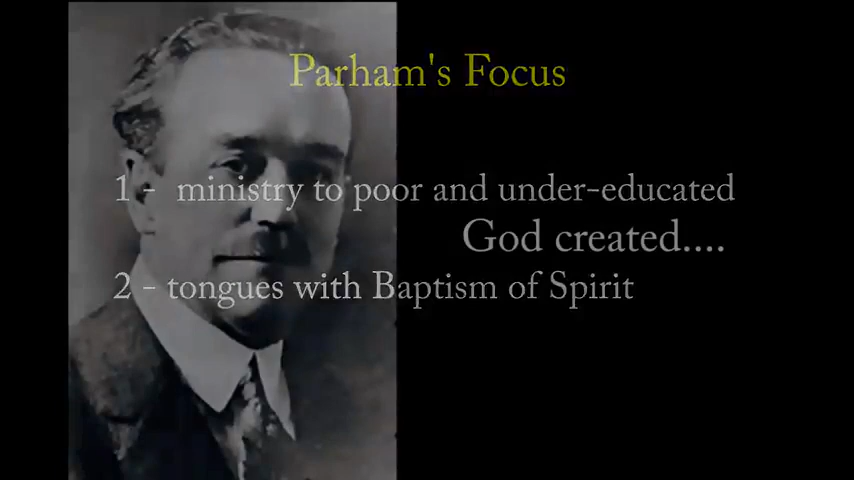 Parham's Focus
1 - ministry to poor and under-educated
God created....
2 - tongues with Baptism of Spirit